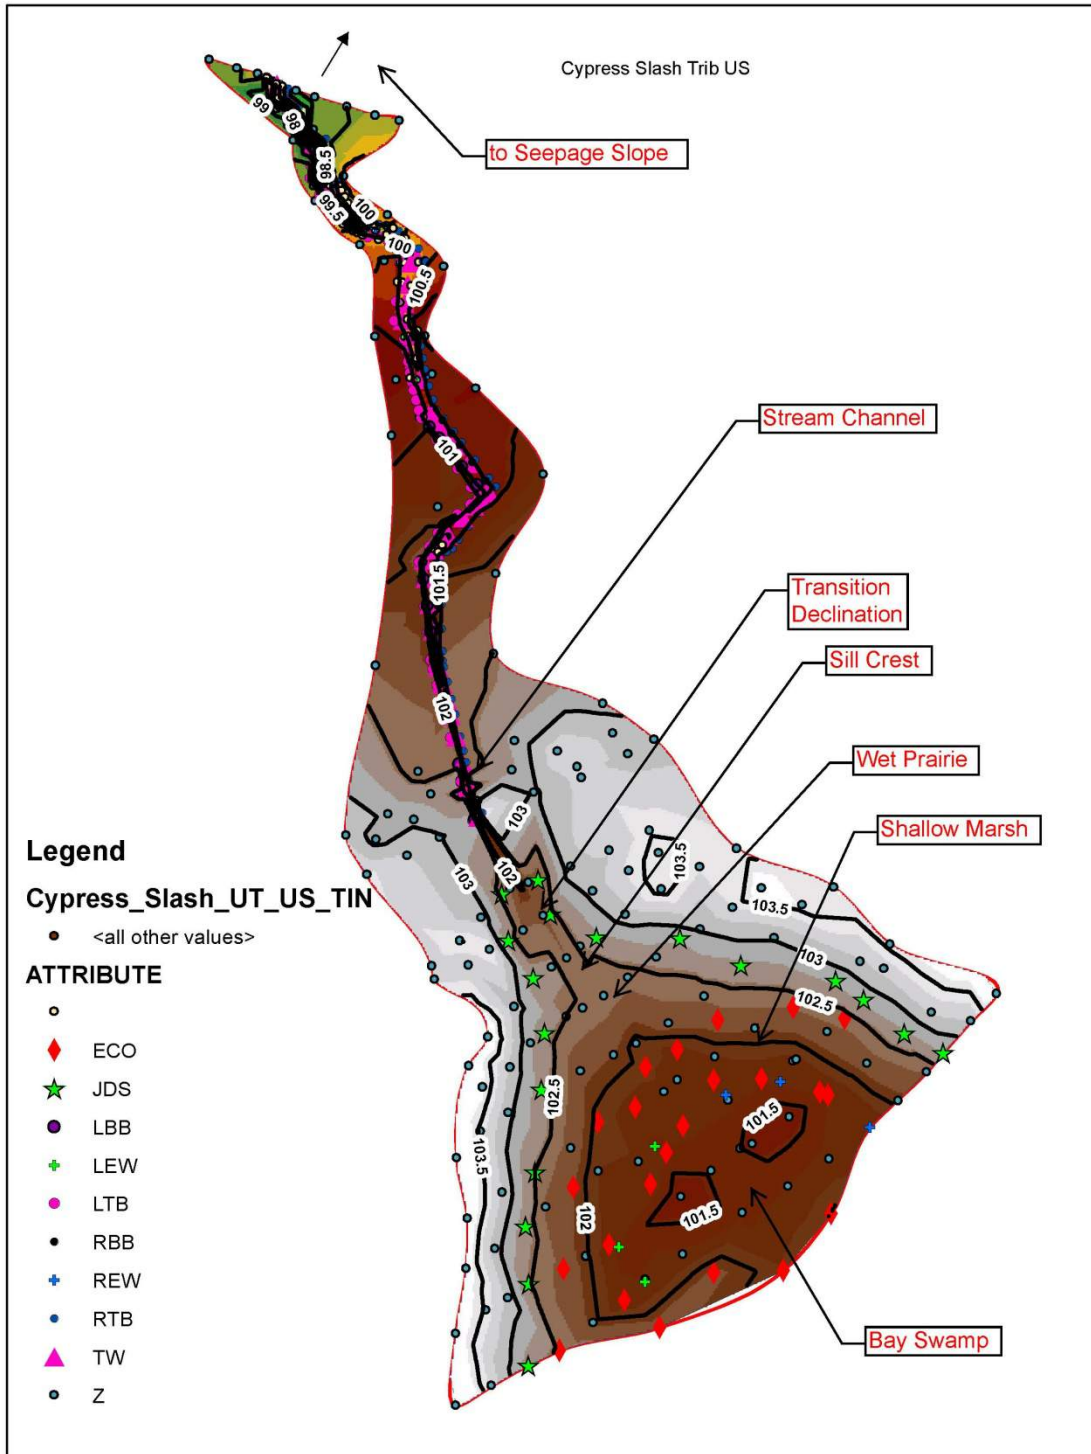 Cypress Slash Trib US
to Seepage Slope
99
98
98.5
99.5
100
100
100.5
Stream Channel
101
Transition
Declination
101.5
Sill Crest
102
Wet Prairie
103
Shallow Marsh
103.5
Legend
103
102
103.5
Cypress_Slash_UT_US_TIN
<all other values>
103
ATTRIBUTE
102.5
ECO
JDS
102.5
LBB
101.5
103.5
LEW
LTB
102
101.5
RBB
REW
RTB
Bay Swamp
TW
Z